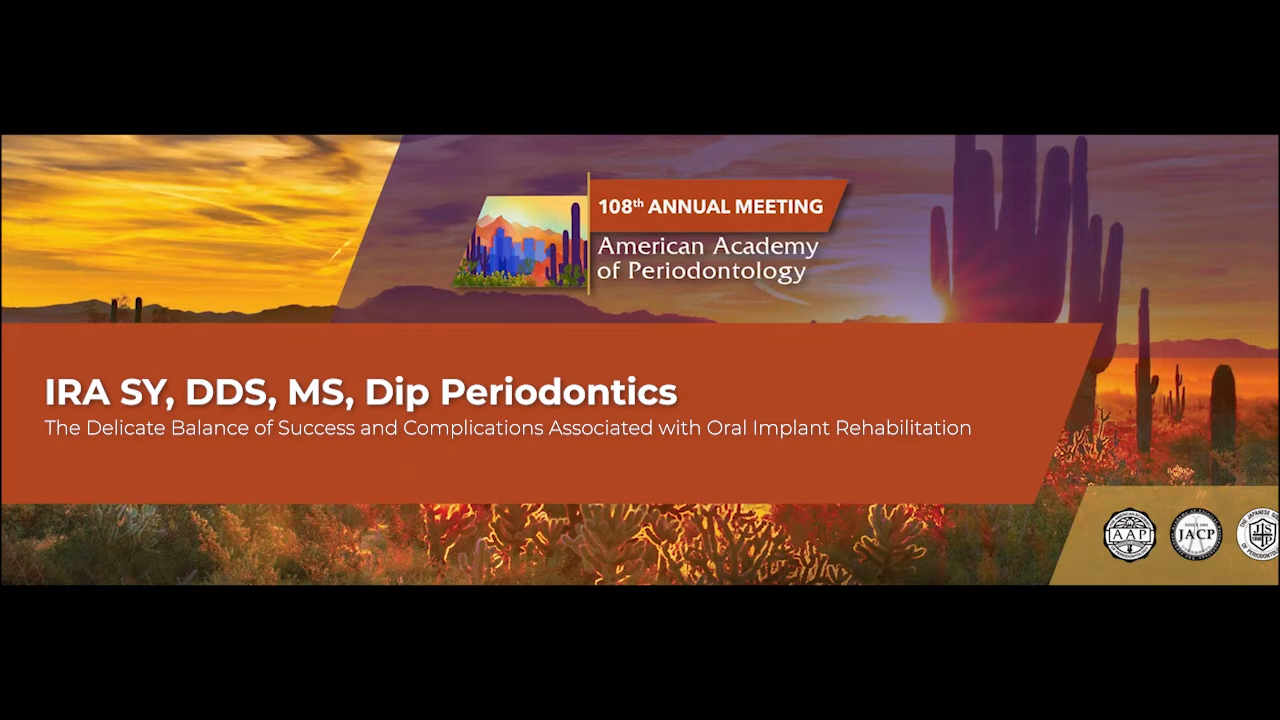 108th ANNUAL MEETING
American Academy
of Periodontology
IRA SY, DDS, MS, Dip Periodontics
The Delicate Balance of Success and Complications Associated with Oral Implant Rehabilitation
AAP
JACP